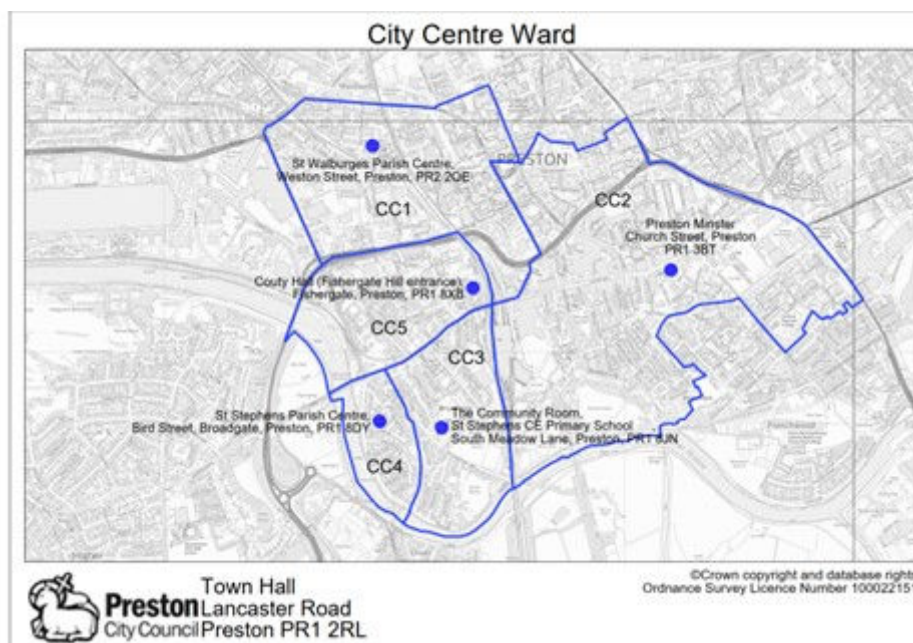 City Centre Ward
St Walburges Parish Centre,
Weston Street, Preston, PR2 2QE
PRESTON
CC1
CC2
Preston Minster
Church Street, Preston
PR1 3BT
Couty Hall (Fishergate Hill entrance)
Fishergate, Preston, PR1 8XB
CC5
CC3
St Stephens Parish Centre,
Bird Street, Broadgate, Preston, PR1 8DY
The Community Room,
St Stephens CE Primary School
South Meadow Lane, Preston, PR1 8JN
CC4
©Crown copyright and database rights
Ordnance Survey Licence Number 100022151
Town Hall
Preston Lancaster Road
City Council Preston PR1 2RL